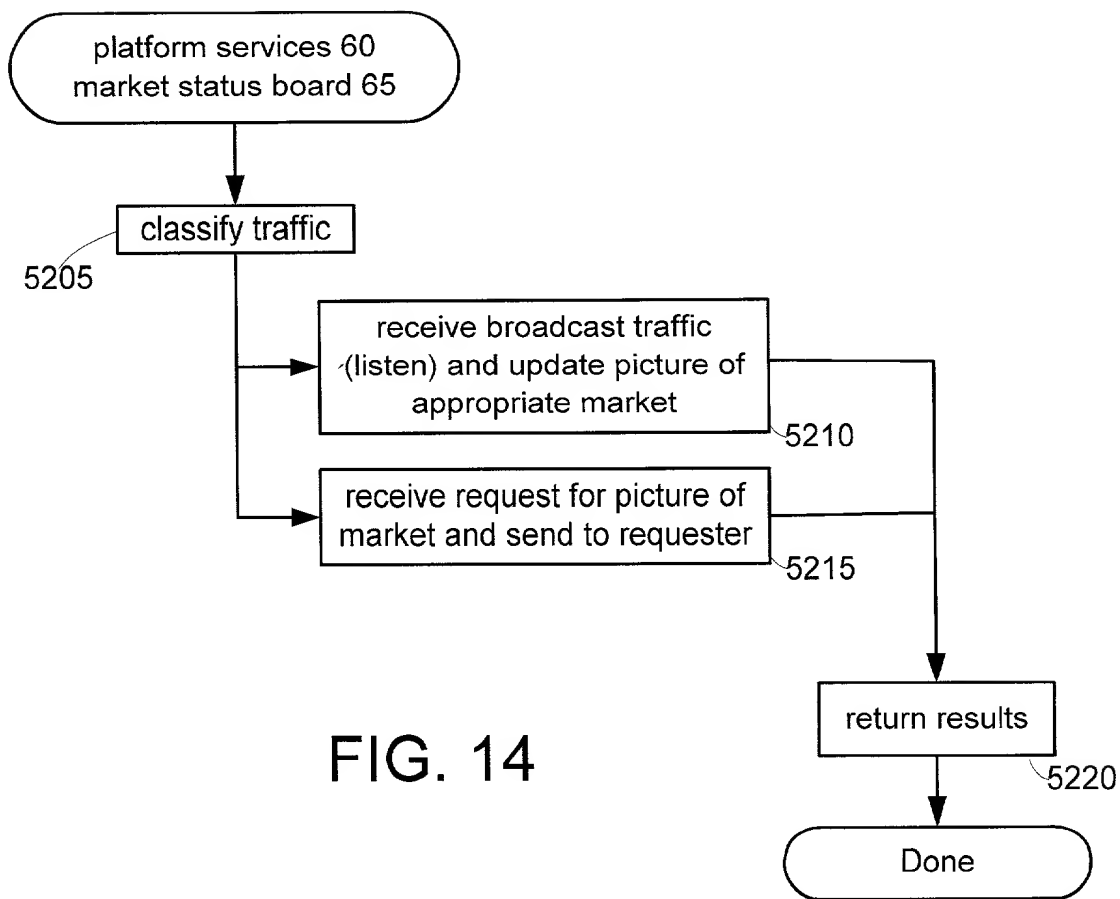 platform services 60
market status board 65
classify traffic
5205
receive broadcast traffic
(listen) and update picture of
appropriate market
5210
receive request for picture of
market and send to requester
5215
return results
5220
FIG. 14
Done